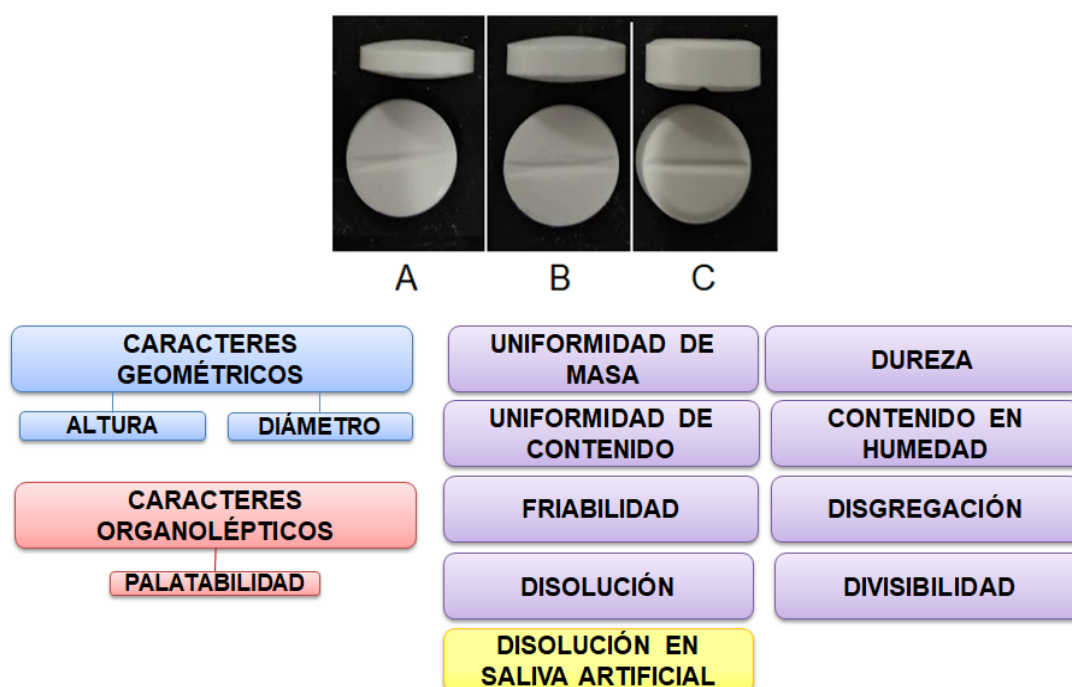 A
B
C
CARACTERES
GEOMÉTRICOS
ALTURA
DIÁMETRO
CARACTERES
ORGANOLÉPTICOS
PALATABILIDAD
UNIFORMIDAD DE
MASA
DUREZA
UNIFORMIDAD DE
CONTENIDO
CONTENIDO EN
HUMEDAD
FRIABILIDAD
DISGREGACIÓN
DISOLUCIÓN
DIVISIBILIDAD
DISOLUCIÓN EN
SALIVA ARTIFICIAL